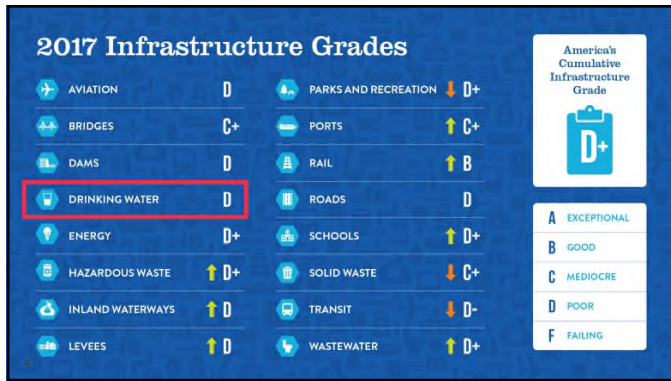 2017 Infrastructure Grades
AVIATION D
BRIDGES C+
DAMS D
DRINKING WATER D
ENERGY D+
HAZARDOUS WASTE D+
INLAND WATERWAYS D
LEVEES D
PARKS AND RECREATION D+
PORTS C+
RAIL B
ROADS D
SCHOOLS D+
SOLID WASTE C+
TRANSIT D-
WASTEWATER D+
America's
Cumulative
Infrastructure
Grade
D+
A EXCEPTIONAL
B GOOD
C MEDIOCRE
D POOR
F FAILING
4